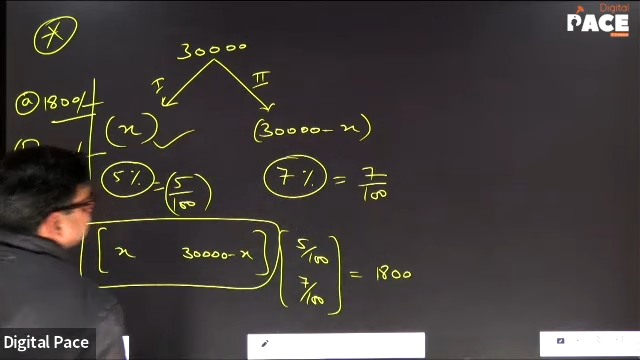 Digital
PACE
30000
I II
ⓐ 1800/-
(x) (30000 - x)
5% = (5/100) 7% = 7/100
[x 30000-x] [5/100 7/100] = 1800
Digital Pace